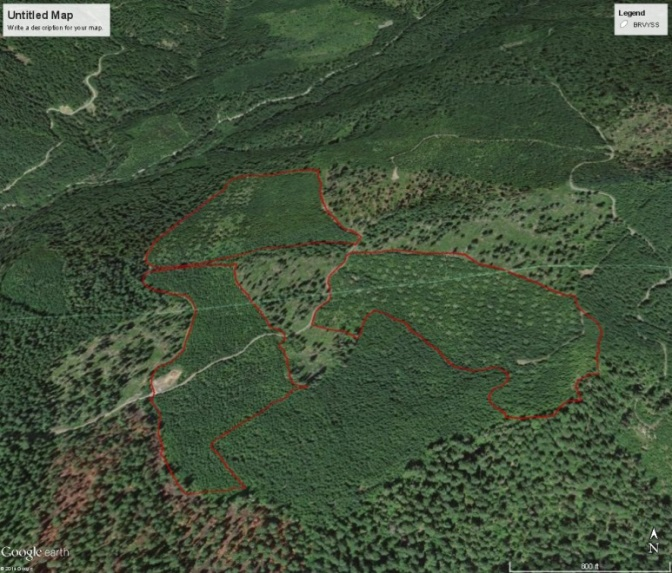 Untitled Map
Write a description for your map.
Legend
BRVYSS
Google earth
N
800 ft